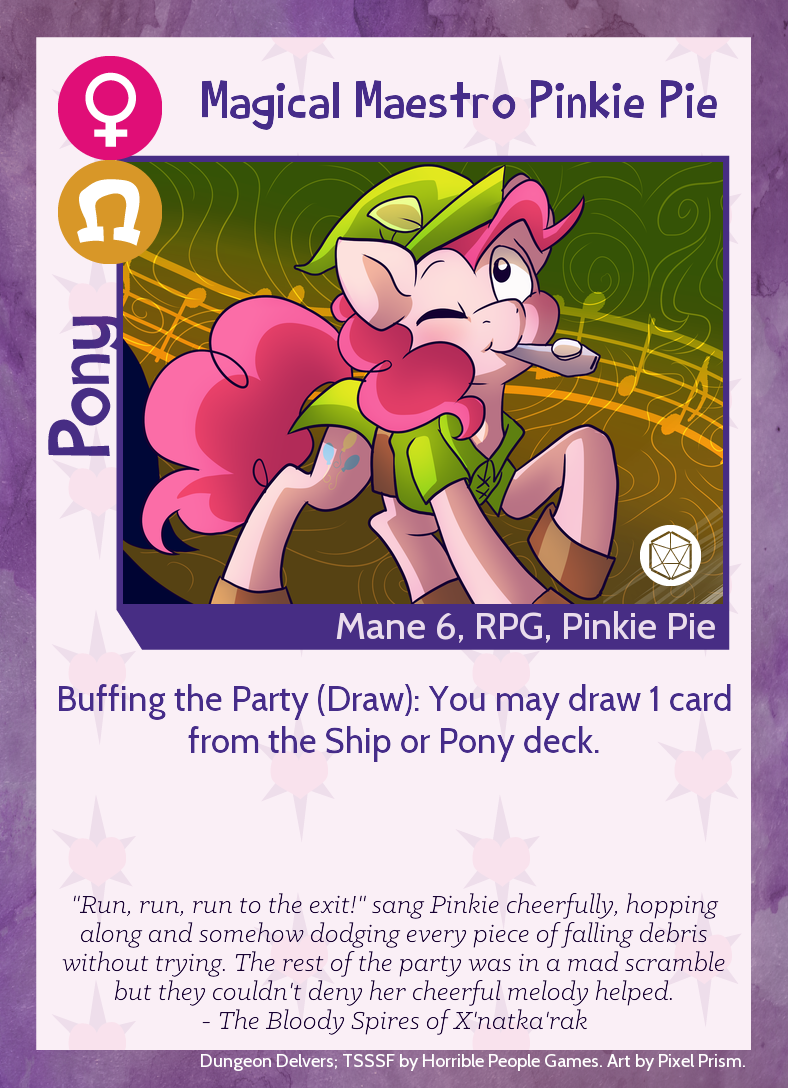 Magical Maestro Pinkie Pie
Pony
Mane 6, RPG, Pinkie Pie
Buffing the Party (Draw): You may draw 1 card
from the Ship or Pony deck.
"Run, run, run to the exit!" sang Pinkie cheerfully, hopping
along and somehow dodging every piece of falling debris
without trying. The rest of the party was in a mad scramble
but they couldn't deny her cheerful melody helped.
- The Bloody Spires of X'natka'rak
Dungeon Delvers; TSSSF by Horrible People Games. Art by Pixel Prism.